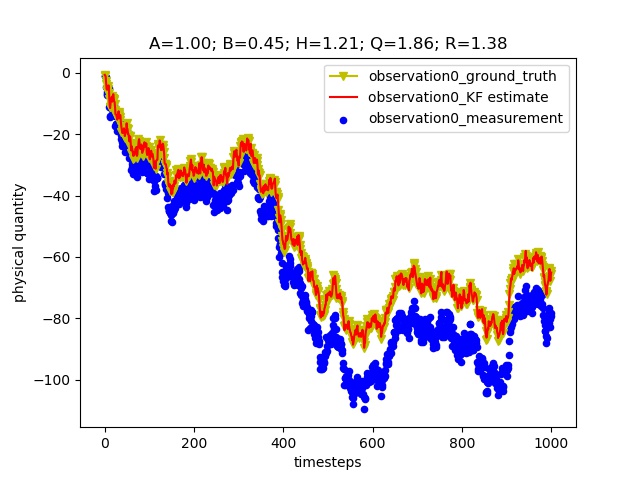 A=1.00; B=0.45; H=1.21; Q=1.86; R=1.38
observation0_ground_truth
observation0_KF estimate
observation0_measurement
physical quantity
0
−20
−40
−60
−80
−100
0 200 400 600 800 1000
timesteps